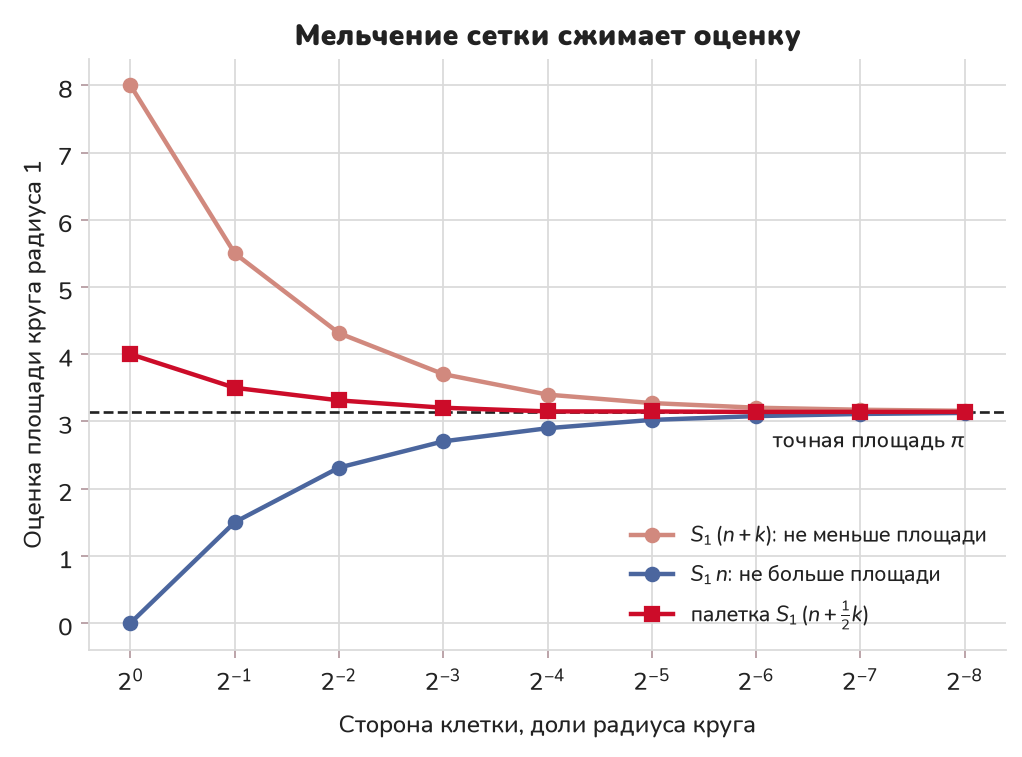 Мельчение сетки сжимает оценку
Оценка площади круга радиуса 1
8
7
6
5
4
3
2
1
0
точная площадь π
S₁ (n + k): не меньше площади
S₁ n: не больше площади
палетка S₁ (n + ½k)
2⁰ 2⁻¹ 2⁻² 2⁻³ 2⁻⁴ 2⁻⁵ 2⁻⁶ 2⁻⁷ 2⁻⁸
Сторона клетки, доли радиуса круга